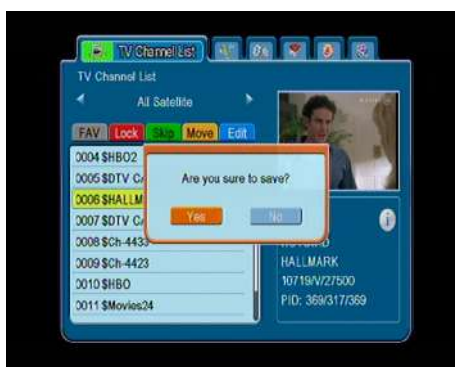 TV Channel List
TV Channel List
All Satellite
FAV Lock Skip Move Edit
0004 $HBO2
0005 $DTV
0006 $HALLM
0007 $DTV
0008 $Ch-4433
0009 $Ch-4423
0010 $HBO
0011 $Movies24
Are you sure to save?
Yes No
HALLMARK
10719/V/27500
PID: 369/317/369